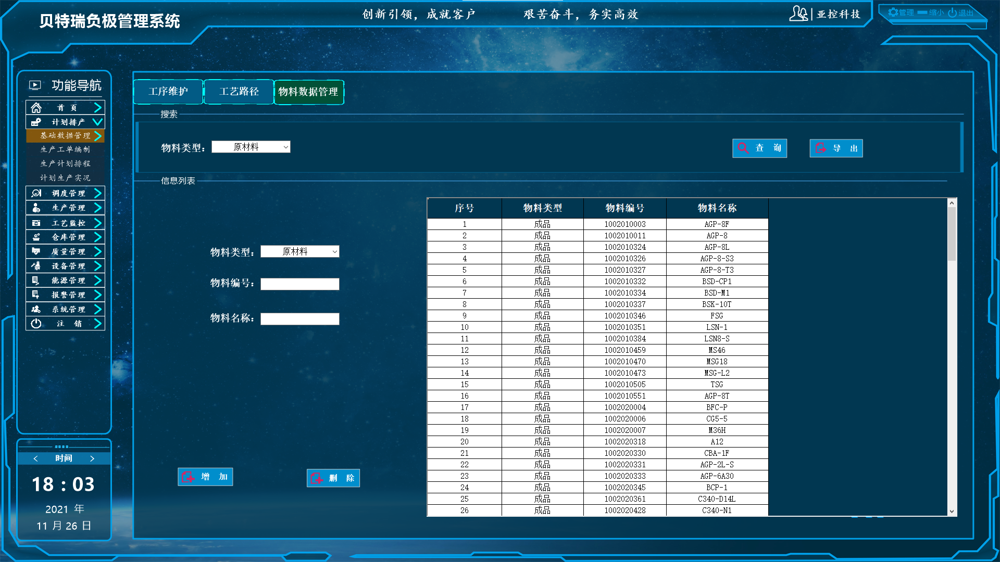 贝特瑞负极管理系统
创新引领，成就客户 艰苦奋斗，务实高效
亚控科技
管理 缩小 退出
功能导航
首 页
计划排产
基础数据管理
生产工单编制
生产计划排程
计划生产实况
调度管理
生产管理
工艺监控
仓库管理
质量管理
设备管理
能源管理
报警管理
系统管理
注 销
< 时间 >
18 : 03
2021 年
11 月 26 日
工序维护 工艺路径 物料数据管理
搜索
物料类型： 原材料 查 询 导 出
信息列表
物料类型： 原材料
物料编号：
物料名称：
增 加 删 除
序号 物料类型 物料编号 物料名称
1 成品 1002010003 AGP-8F
2 成品 1002010011 AGP-8
3 成品 1002010324 AGP-8L
4 成品 1002010326 AGP-8-S3
5 成品 1002010327 AGP-8-T3
6 成品 1002010332 BSD-CP1
7 成品 1002010334 BSD-M1
8 成品 1002010337 BSK-10T
9 成品 1002010346 FSG
10 成品 1002010351 LSN-1
11 成品 1002010384 LSN8-S
12 成品 1002010459 MS46
13 成品 1002010470 MSG18
14 成品 1002010473 MSG-L2
15 成品 1002010505 TSG
16 成品 1002010551 AGP-8T
17 成品 1002020004 BFC-P
18 成品 1002020006 CG5-5
19 成品 1002020007 M36H
20 成品 1002020318 A12
21 成品 1002020330 CBA-1F
22 成品 1002020331 AGP-2L-S
23 成品 1002020333 AGP-6A30
24 成品 1002020345 BCP-1
25 成品 1002020361 C340-D14L
26 成品 1002020428 C340-N1